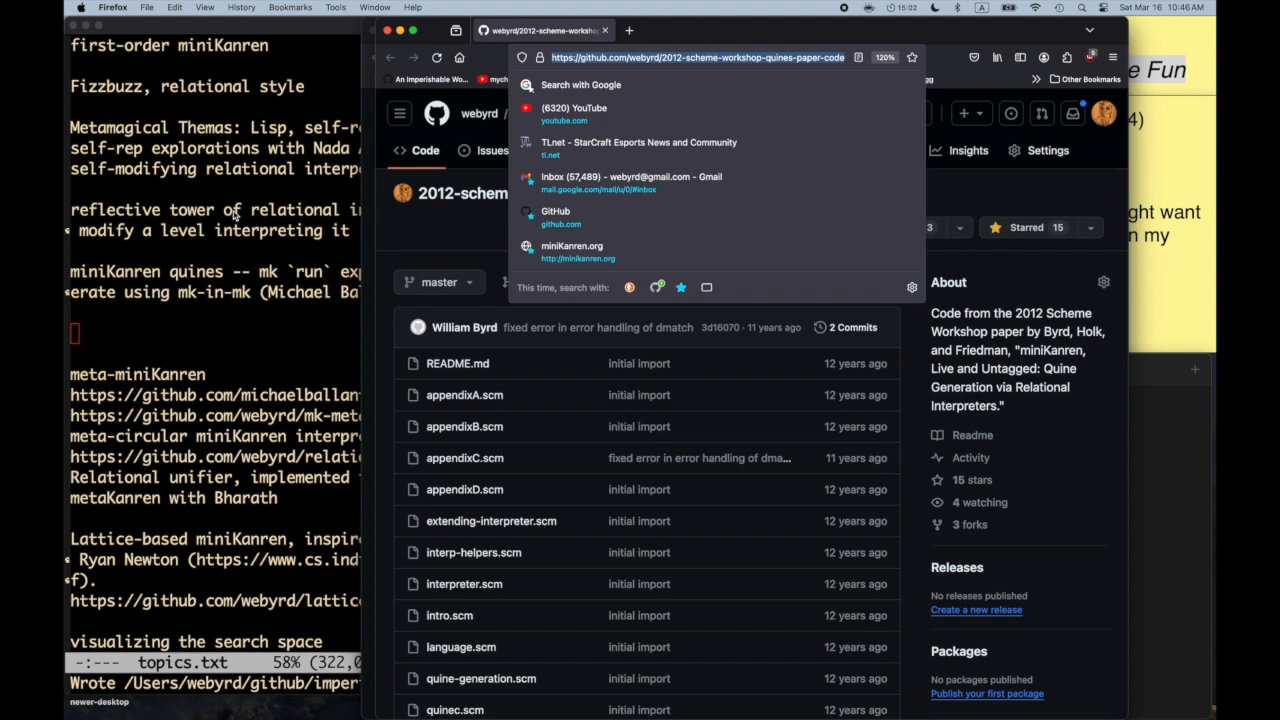 Firefox File Edit View History Bookmarks Tools Window Help 15:02 A Sat Mar 16 10:46AM
first-order miniKanren
Fizzbuzz, relational style
Metamagical Themas: Lisp, self-r
self-rep explorations with Nada
self-modifying relational interp
reflective tower of relational i
modify a level interpreting it
miniKanren quines -- mk `run` exp
erate using mk-in-mk (Michael Ba
meta-miniKanren
https://github.com/michaelballan
https://github.com/webyrd/mk-met
meta-circular miniKanren interpre
https://github.com/webyrd/relati
Relational unifier, implemented
metaKanren with Bharath
Lattice-based miniKanren, inspir
Ryan Newton (https://www.cs.ind
f).
https://github.com/webyrd/lattic
visualizing the search space
-:--- topics.txt 58% (322,0
Wrote /Users/webyrd/github/imper
newer-desktop
webyrd/2012-scheme-worksho
https://github.com/webyrd/2012-scheme-workshop-quines-paper-code
120%
5
An Imperishable Wo...
mych
gg
Other Bookmarks
Search with Google
(6320) YouTube
youtube.com
TLnet - StarCraft Esports News and Community
tl.net
Inbox (57,489) - webyrd@gmail.com - Gmail
mail.google.com/mail/u/0/#inbox
GitHub
github.com
miniKanren.org
http://minikanren.org
This time, search with:
webyrd /
Code
Issues
Insights
Settings
2012-schem
3
Starred 15
master
William Byrd fixed error in error handling of dmatch 3d16070 · 11 years ago 2 Commits
README.md initial import 12 years ago
appendixA.scm initial import 12 years ago
appendixB.scm initial import 12 years ago
appendixC.scm fixed error in error handling of dma... 11 years ago
appendixD.scm initial import 12 years ago
extending-interpreter.scm initial import 12 years ago
interp-helpers.scm initial import 12 years ago
interpreter.scm initial import 12 years ago
intro.scm initial import 12 years ago
language.scm initial import 12 years ago
quine-generation.scm initial import 12 years ago
quinec.scm initial import 12 years ago
About
Code from the 2012 Scheme
Workshop paper by Byrd, Holk,
and Friedman, "miniKanren,
Live and Untagged: Quine
Generation via Relational
Interpreters."
Readme
Activity
15 stars
4 watching
3 forks
Releases
No releases published
Create a new release
Packages
No packages published
Publish your first package
e Fun
4)
ght want
n my